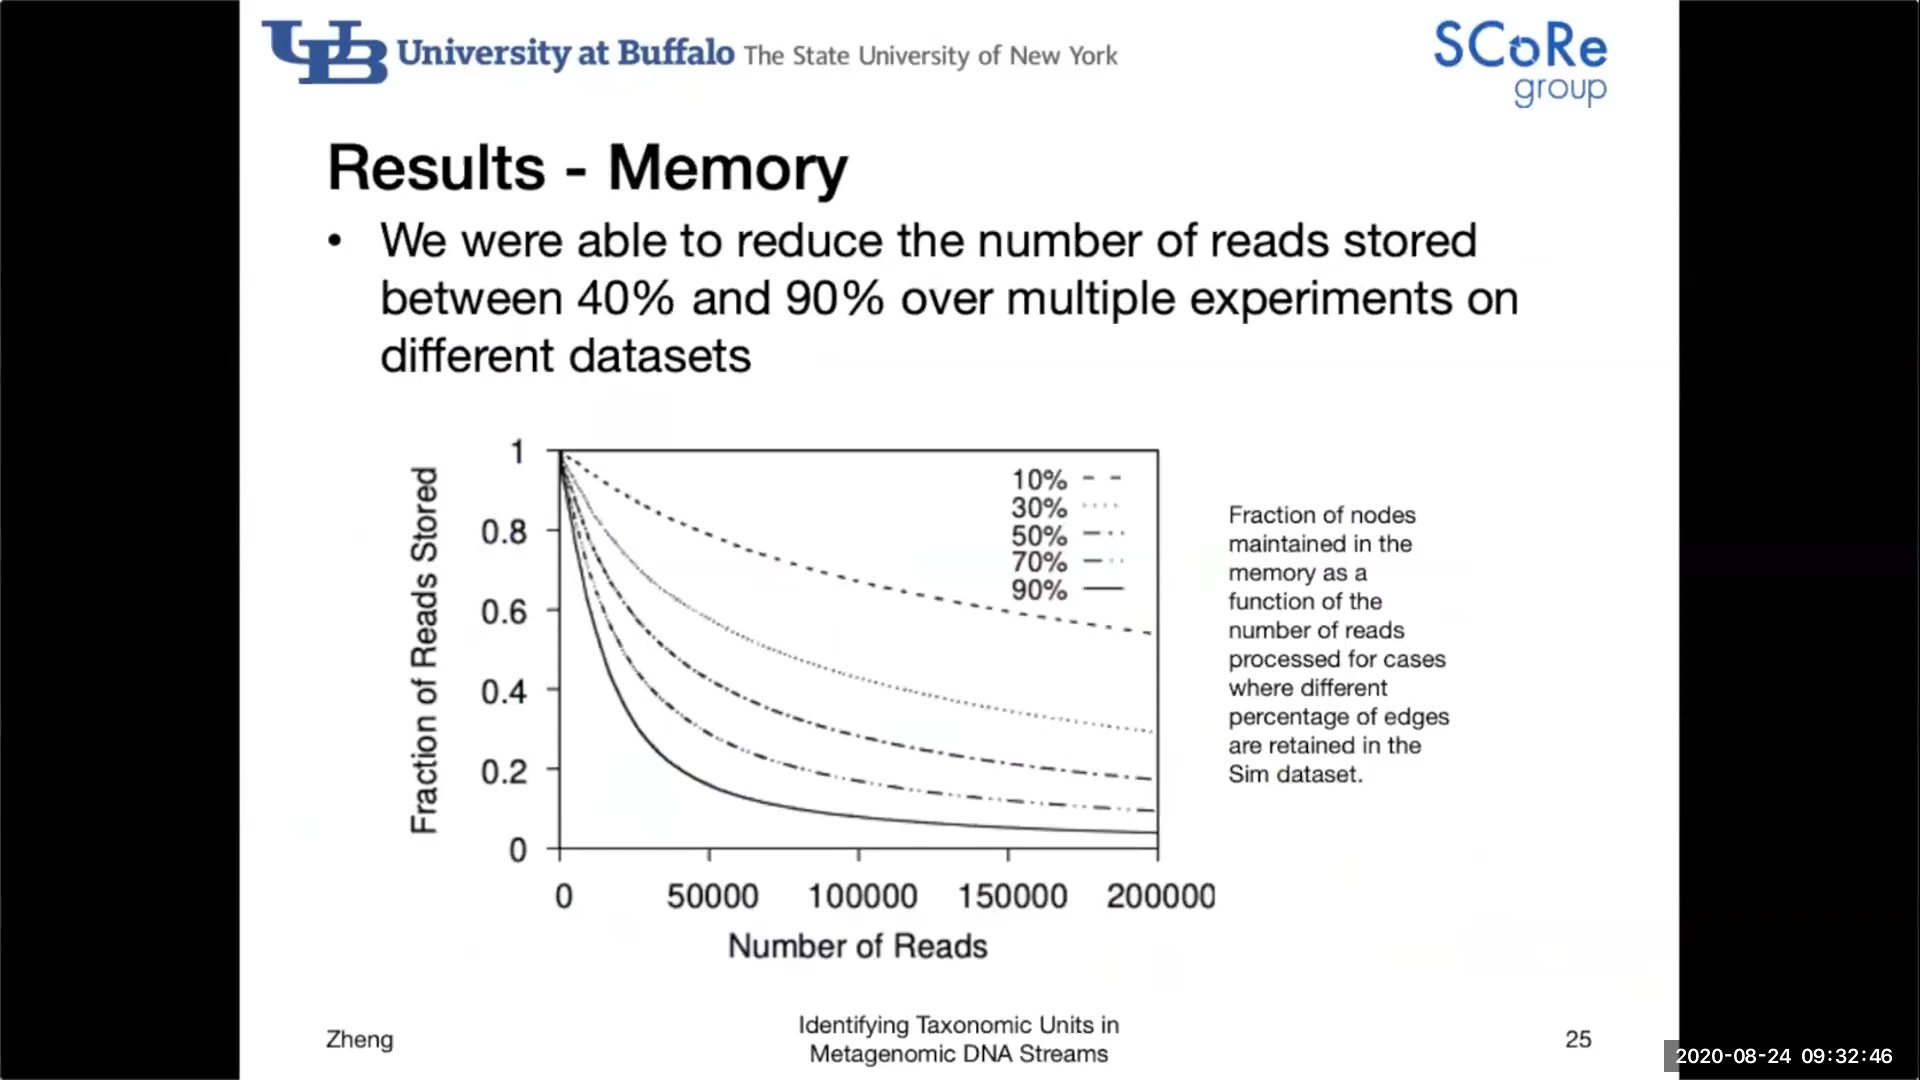 UB University at Buffalo The State University of New York
SCoRe
group
Results - Memory
• We were able to reduce the number of reads stored
between 40% and 90% over multiple experiments on
different datasets
Fraction of Reads Stored
1
0.8
0.6
0.4
0.2
0
10%
30%
50%
70%
90%
0 50000 100000 150000 200000
Number of Reads
Fraction of nodes
maintained in the
memory as a
function of the
number of reads
processed for cases
where different
percentage of edges
are retained in the
Sim dataset.
Zheng
Identifying Taxonomic Units in
Metagenomic DNA Streams
25
2020-08-24 09:32:46